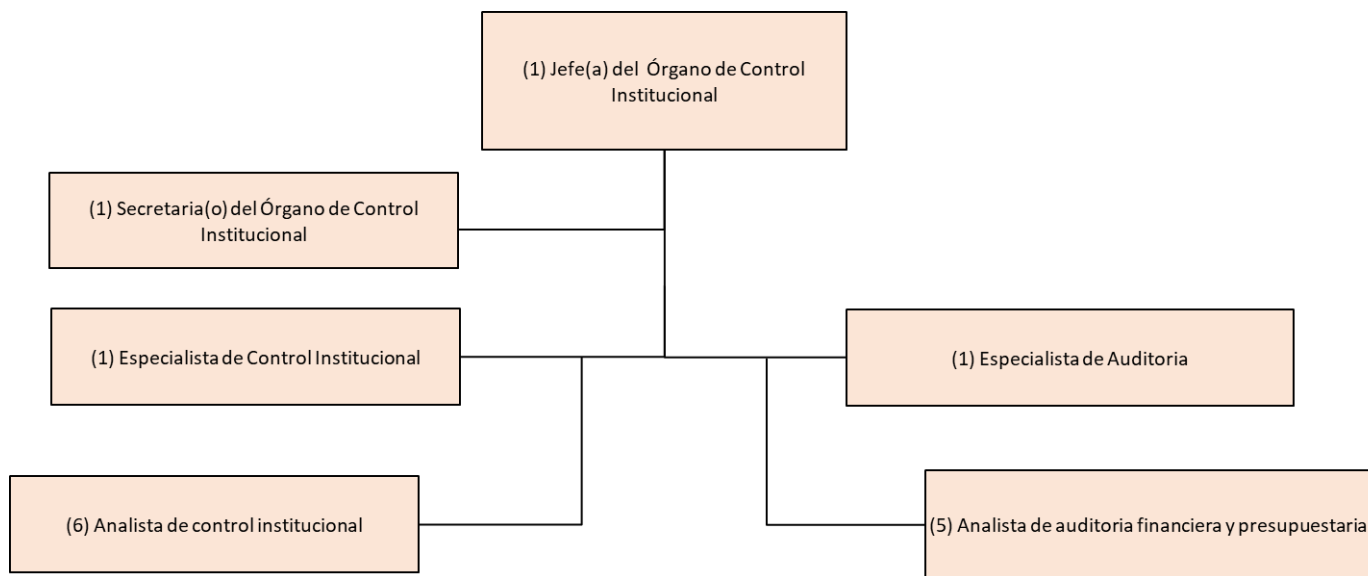 (1) Jefe(a) del Órgano de Control
Institucional
(1) Secretaria(o) del Órgano de Control
Institucional
(1) Especialista de Control Institucional
(1) Especialista de Auditoria
(6) Analista de control institucional
(5) Analista de auditoria financiera y presupuestaria